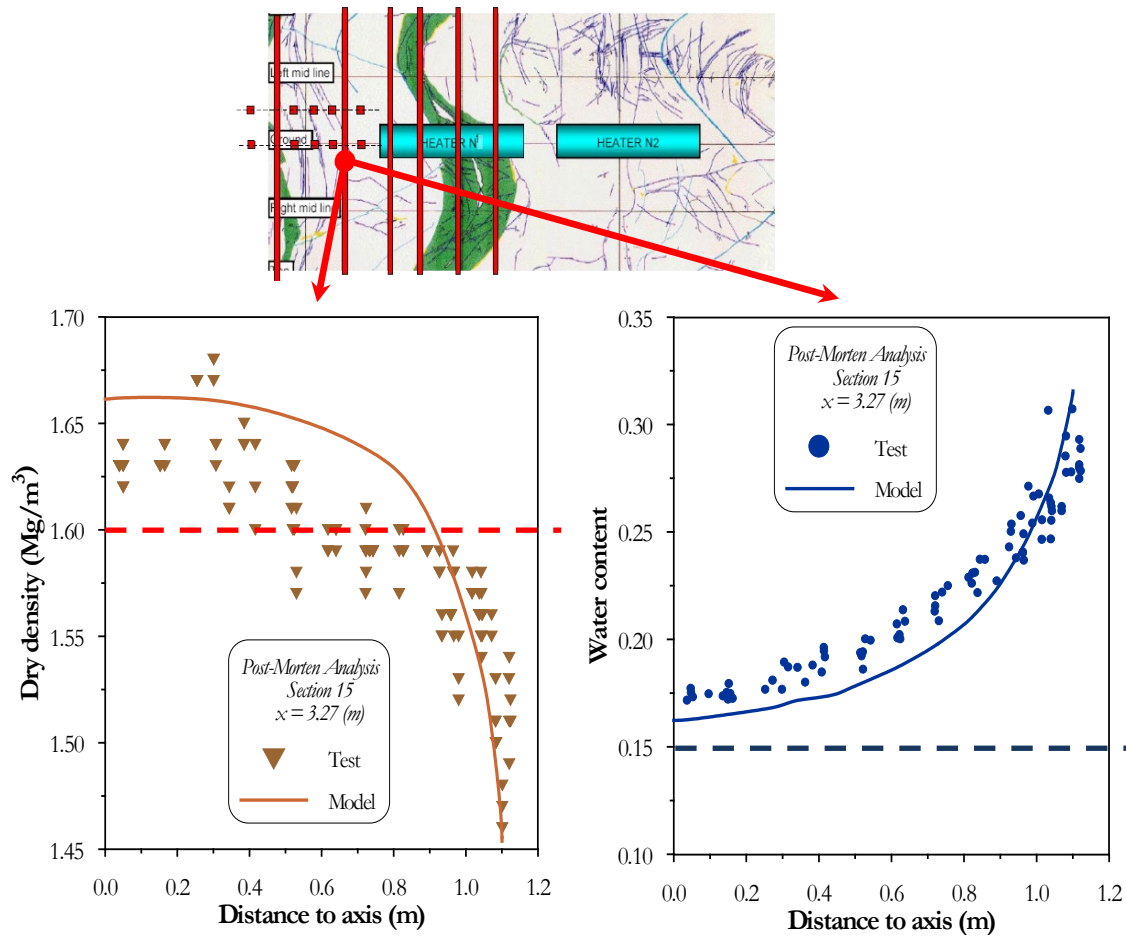 Left mid line
Ground
HEATER N1
HEATER N2
Right mid line
1.70
1.65
1.60
1.55
1.50
1.45
Dry density (Mg/m³)
Post-Morten Analysis
Section 15
x = 3.27 (m)
Test
Model
0.0 0.2 0.4 0.6 0.8 1.0 1.2
Distance to axis (m)
0.35
0.30
0.25
0.20
0.15
0.10
Water content
Post-Morten Analysis
Section 15
x = 3.27 (m)
Test
Model
0.0 0.2 0.4 0.6 0.8 1.0 1.2
Distance to axis (m)